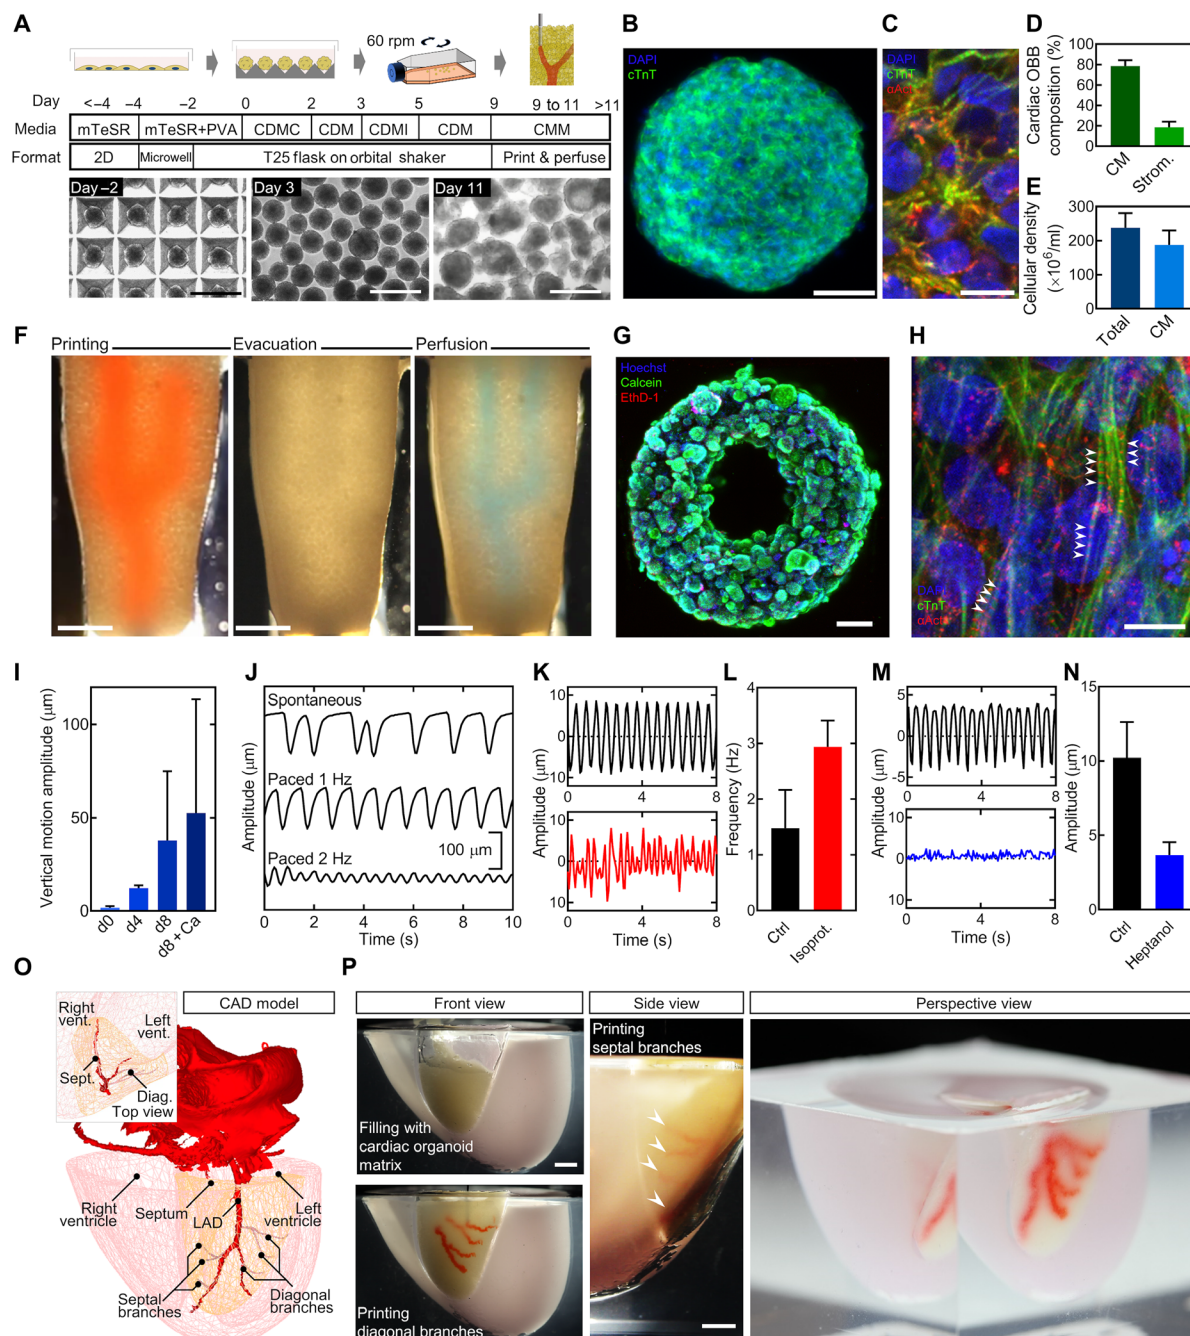 A
60 rpm
Day <−4 −4 −2 0 2 3 5 9 9 to 11 >11
Media mTeSR mTeSR+PVA CDMC CDM CDMI CDM CMM
Format 2D Microwell T25 flask on orbital shaker Print & perfuse
Day −2
Day 3
Day 11
B
DAPI
cTnT
C
DAPI
cTnT
αAct
D
Cardiac OBB
composition (%)
100
80
60
40
20
0
CM
Strom.
E
Cellular density
(×10⁶/ml)
300
200
100
0
Total
CM
F
Printing
Evacuation
Perfusion
G
Hoechst
Calcein
EthD-1
H
DAPI
cTnT
αAct
I
Vertical motion amplitude (μm)
100
50
0
d0
d4
d8
d8 + Ca
J
Amplitude (μm)
Spontaneous
Paced 1 Hz
100 μm
Paced 2 Hz
0 2 4 6 8 10
Time (s)
K
Amplitude (μm)
10
0
10
0 4 8
10
0
10
0 4 8
Time (s)
L
Frequency (Hz)
4
3
2
1
0
Ctrl
Isoprot.
M
Amplitude (μm)
5
0
-5
0 4 8
10
0
10
0 4 8
Time (s)
N
Amplitude (μm)
15
10
5
0
Ctrl
Heptanol
O
CAD model
Right
vent.
Left
vent.
Sept.
Diag.
Top view
Right
ventricle
Septum
LAD
Left
ventricle
Septal
branches
Diagonal
branches
P
Front view
Filling with
cardiac organoid
matrix
Printing
diagonal branches
Side view
Printing
septal branches
Perspective view